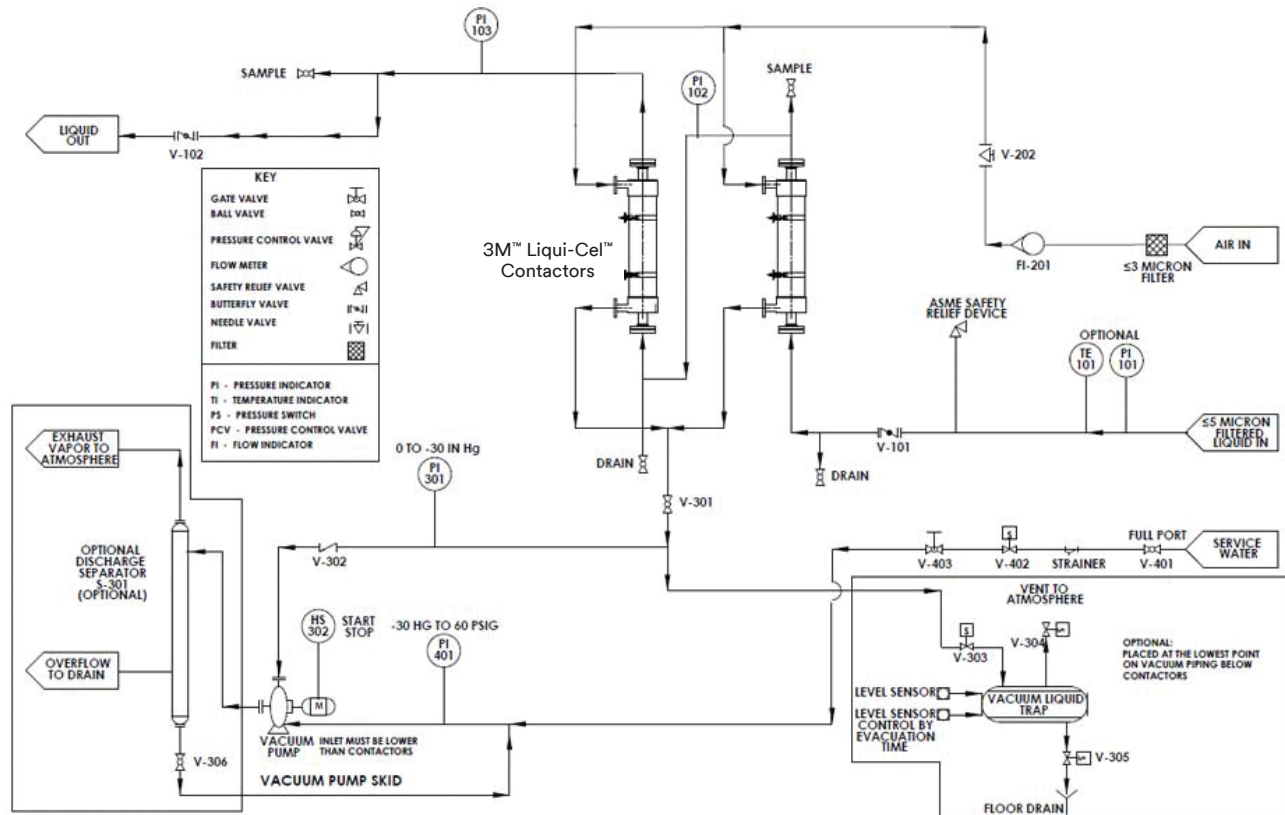 PI
103
SAMPLE
LIQUID
OUT
V-102
PI
102
SAMPLE
V-202
AIR IN
FI-201
≤3 MICRON
FILTER
KEY
GATE VALVE
BALL VALVE
PRESSURE CONTROL VALVE
FLOW METER
SAFETY RELIEF VALVE
BUTTERFLY VALVE
NEEDLE VALVE
FILTER
PI - PRESSURE INDICATOR
TI - TEMPERATURE INDICATOR
PS - PRESSURE SWITCH
PCV - PRESSURE CONTROL VALVE
FI - FLOW INDICATOR
3M™ Liqui-Cel™
Contactors
ASME SAFETY
RELIEF DEVICE
OPTIONAL
TE
101
PI
101
≤5 MICRON
FILTERED
LIQUID IN
V-101
DRAIN
DRAIN
EXHAUST
VAPOR TO
ATMOSPHERE
0 TO -30 IN Hg
PI
301
V-301
V-302
OPTIONAL
DISCHARGE
SEPARATOR
S-301
(OPTIONAL)
FULL PORT
SERVICE
WATER
V-403
V-402
STRAINER
V-401
VENT TO
ATMOSPHERE
HS
302
START
STOP
-30 HG TO 60 PSIG
PI
401
S
V-303
V-304
S
S
OPTIONAL:
PLACED AT THE LOWEST POINT
ON VACUUM PIPING BELOW
CONTACTORS
OVERFLOW
TO DRAIN
M
LEVEL SENSOR
LEVEL SENSOR
CONTROL BY
EVACUATION
TIME
VACUUM LIQUID
TRAP
VACUUM
PUMP
INLET MUST BE LOWER
THAN CONTACTORS
V-306
VACUUM PUMP SKID
V-305
S
FLOOR DRAIN